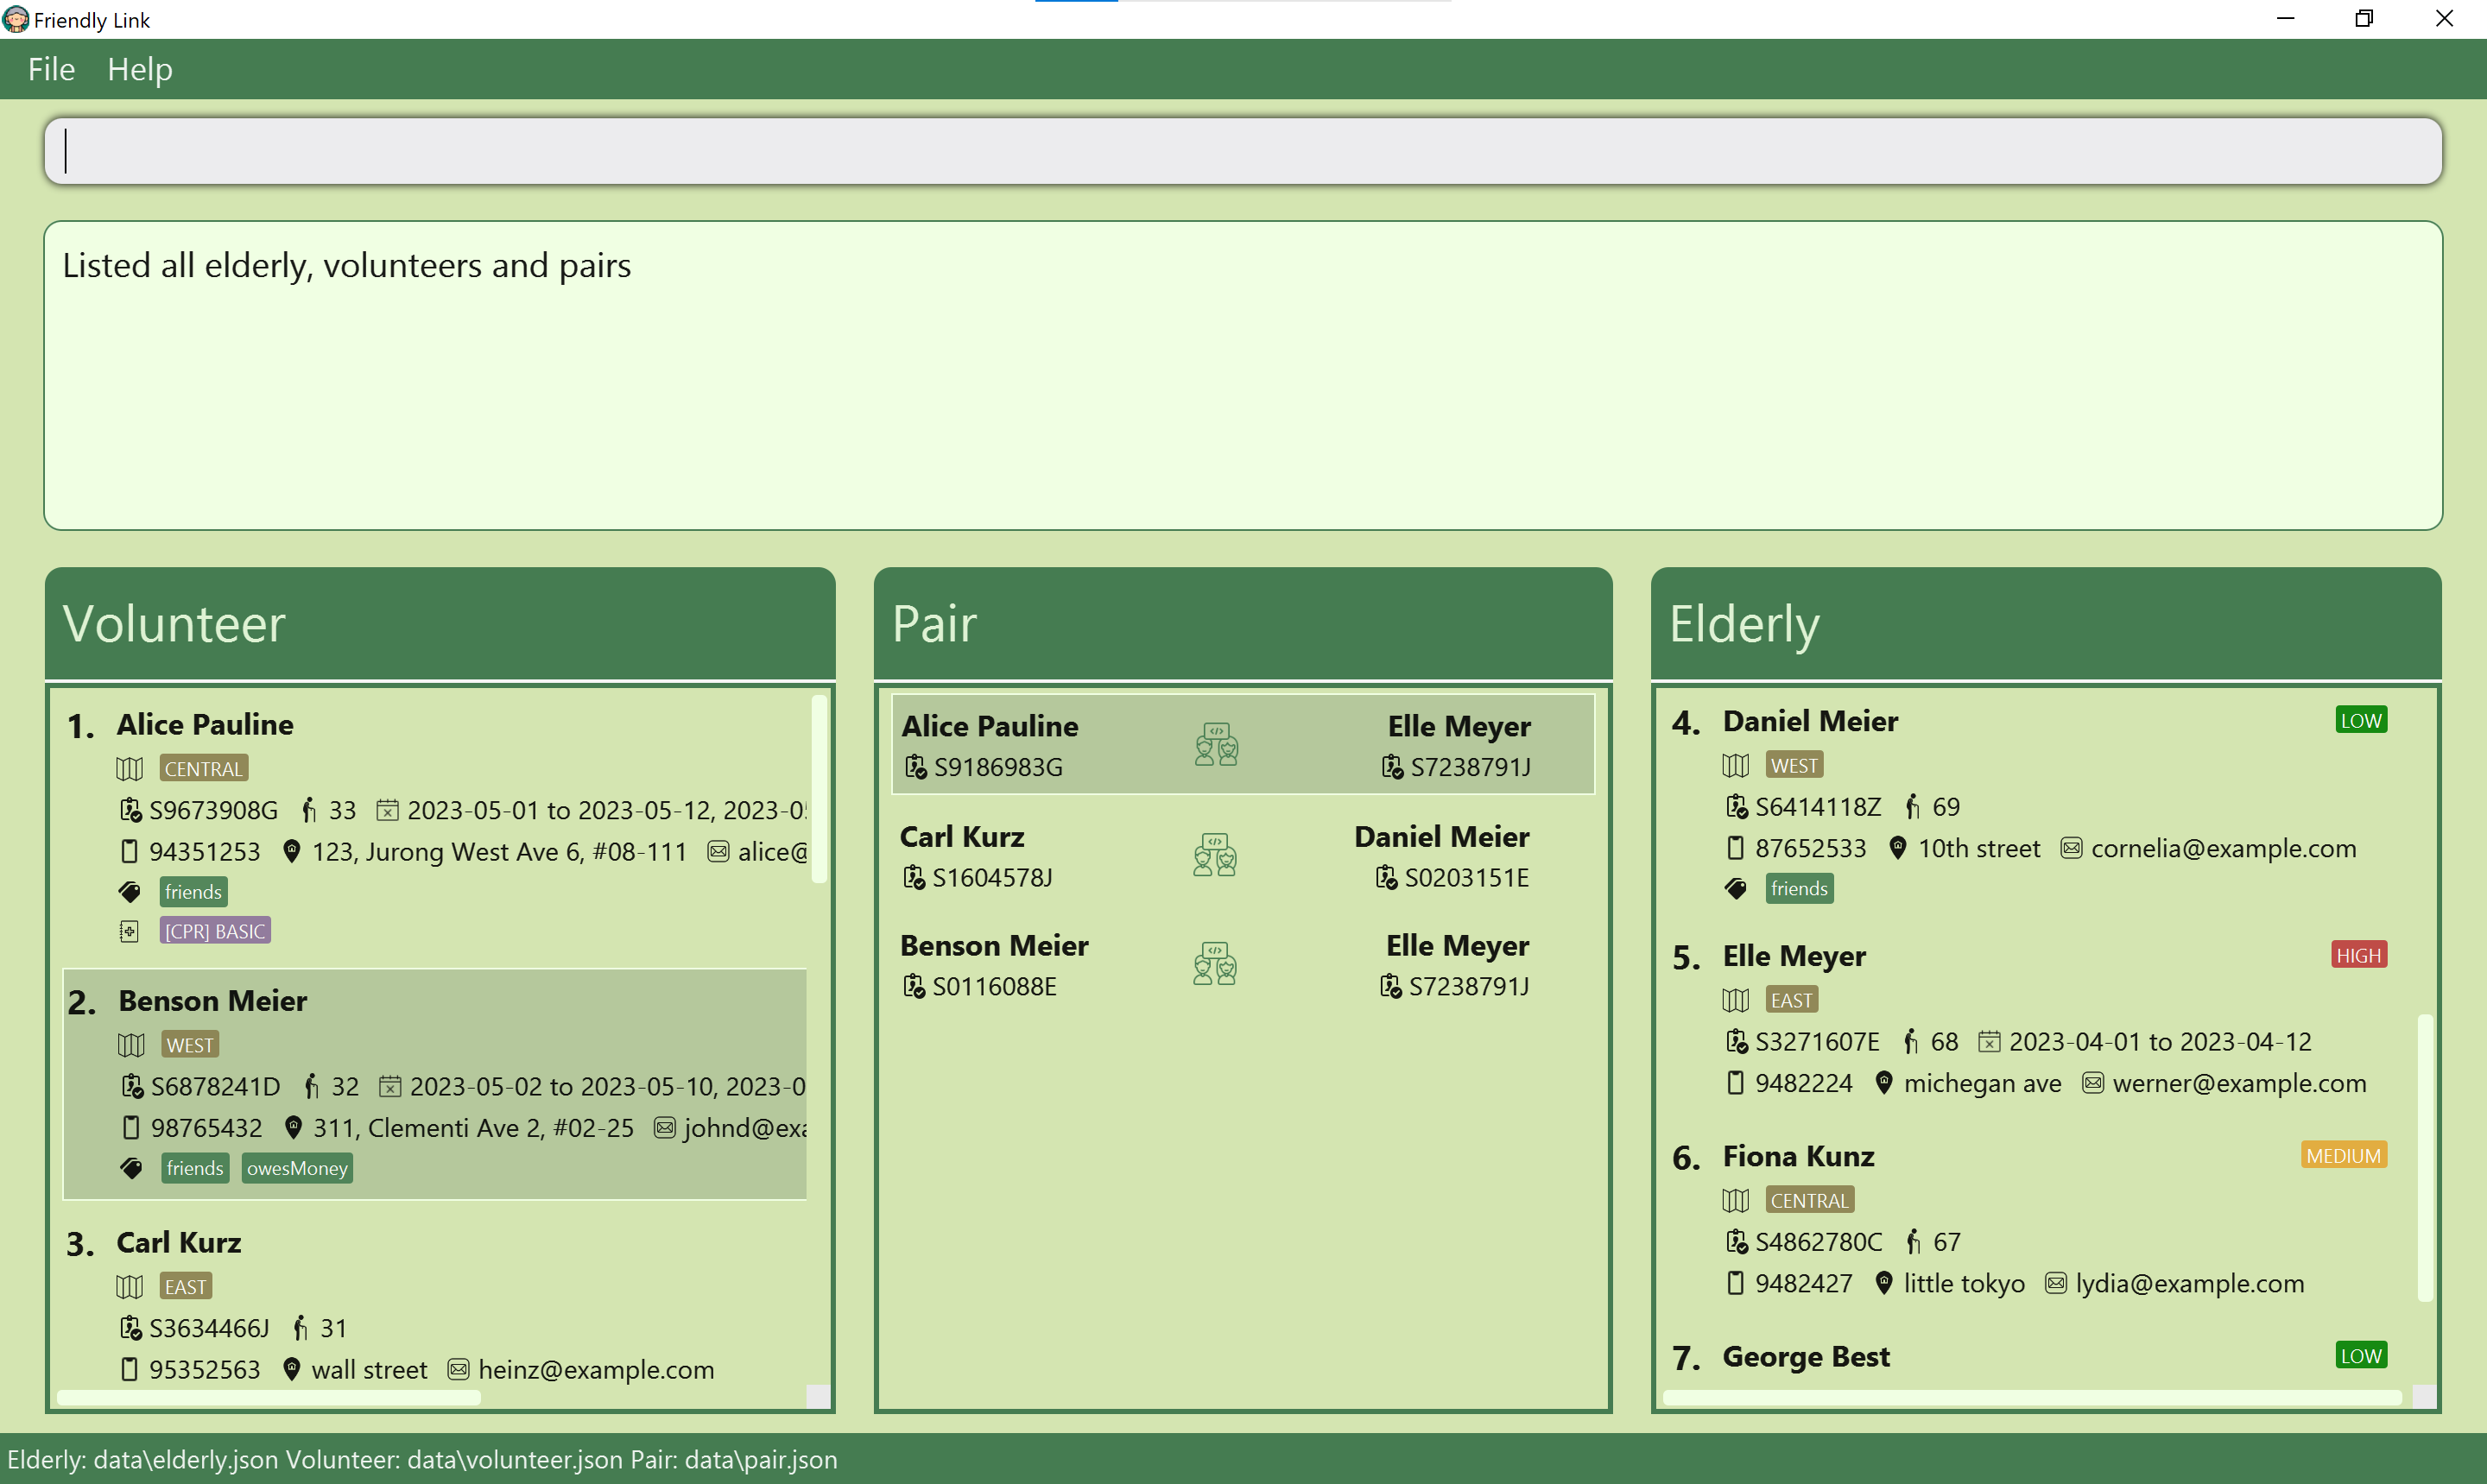 Friendly Link
File Help
Listed all elderly, volunteers and pairs
Volunteer
1. Alice Pauline
CENTRAL
S9673908G 33 2023-05-01 to 2023-05-12, 2023-0
94351253 123, Jurong West Ave 6, #08-111 alice@
friends
[CPR] BASIC
2. Benson Meier
WEST
S6878241D 32 2023-05-02 to 2023-05-10, 2023-0
98765432 311, Clementi Ave 2, #02-25 johnd@exa
friends owesMoney
3. Carl Kurz
EAST
S3634466J 31
95352563 wall street heinz@example.com
Pair
Alice Pauline Elle Meyer
S9186983G S7238791J
Carl Kurz Daniel Meier
S1604578J S0203151E
Benson Meier Elle Meyer
S0116088E S7238791J
Elderly
4. Daniel Meier LOW
WEST
S6414118Z 69
87652533 10th street cornelia@example.com
friends
5. Elle Meyer HIGH
EAST
S3271607E 68 2023-04-01 to 2023-04-12
9482224 michegan ave werner@example.com
6. Fiona Kunz MEDIUM
CENTRAL
S4862780C 67
9482427 little tokyo lydia@example.com
7. George Best LOW
Elderly: data\elderly.json Volunteer: data\volunteer.json Pair: data\pair.json